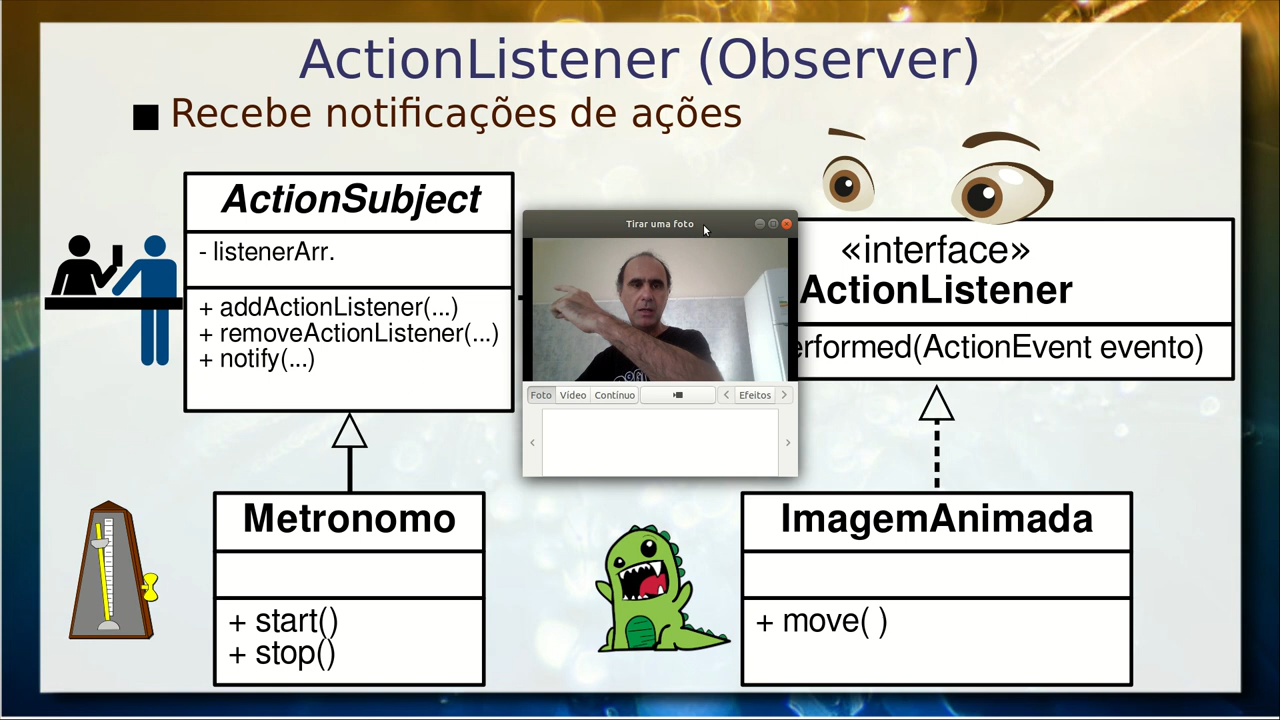 ActionListener (Observer)
Recebe notificações de ações
ActionSubject
- listenerArr.
+ addActionListener(...)
+ removeActionListener(...)
+ notify(...)
Tirar uma foto
Foto Vídeo Contínuo Efeitos
«interface»
ActionListener
erformed(ActionEvent evento)
Metronomo
+ start()
+ stop()
ImagemAnimada
+ move( )